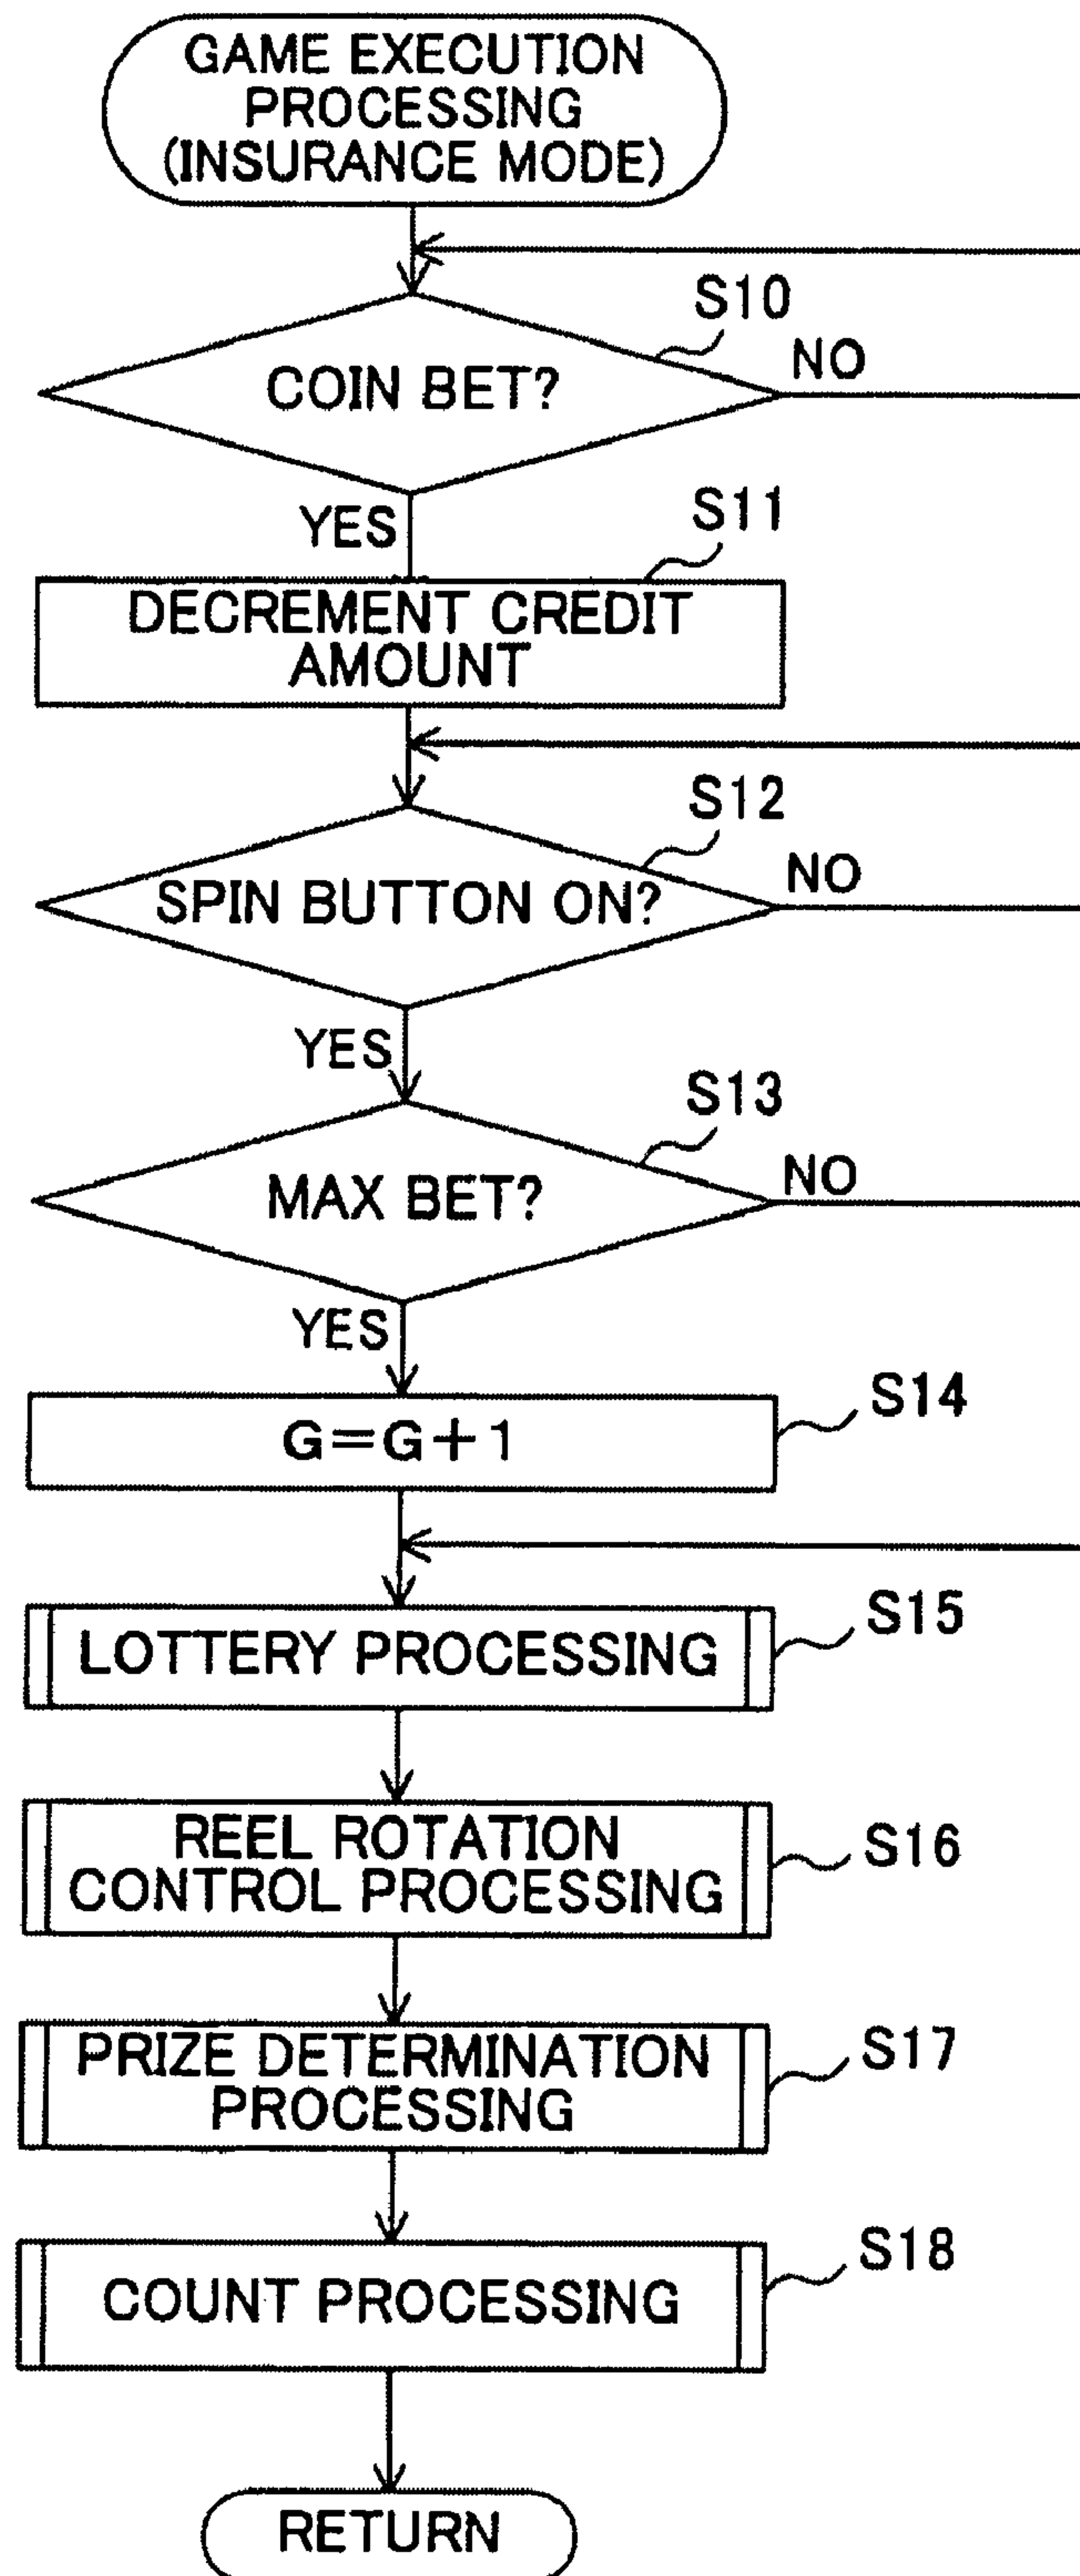 GAME EXECUTION
PROCESSING
(INSURANCE MODE)
S10
COIN BET?
NO
YES
S11
DECREMENT CREDIT
AMOUNT
S12
SPIN BUTTON ON?
NO
YES
S13
MAX BET?
NO
YES
S14
G=G+1
S15
LOTTERY PROCESSING
S16
REEL ROTATION
CONTROL PROCESSING
S17
PRIZE DETERMINATION
PROCESSING
S18
COUNT PROCESSING
RETURN